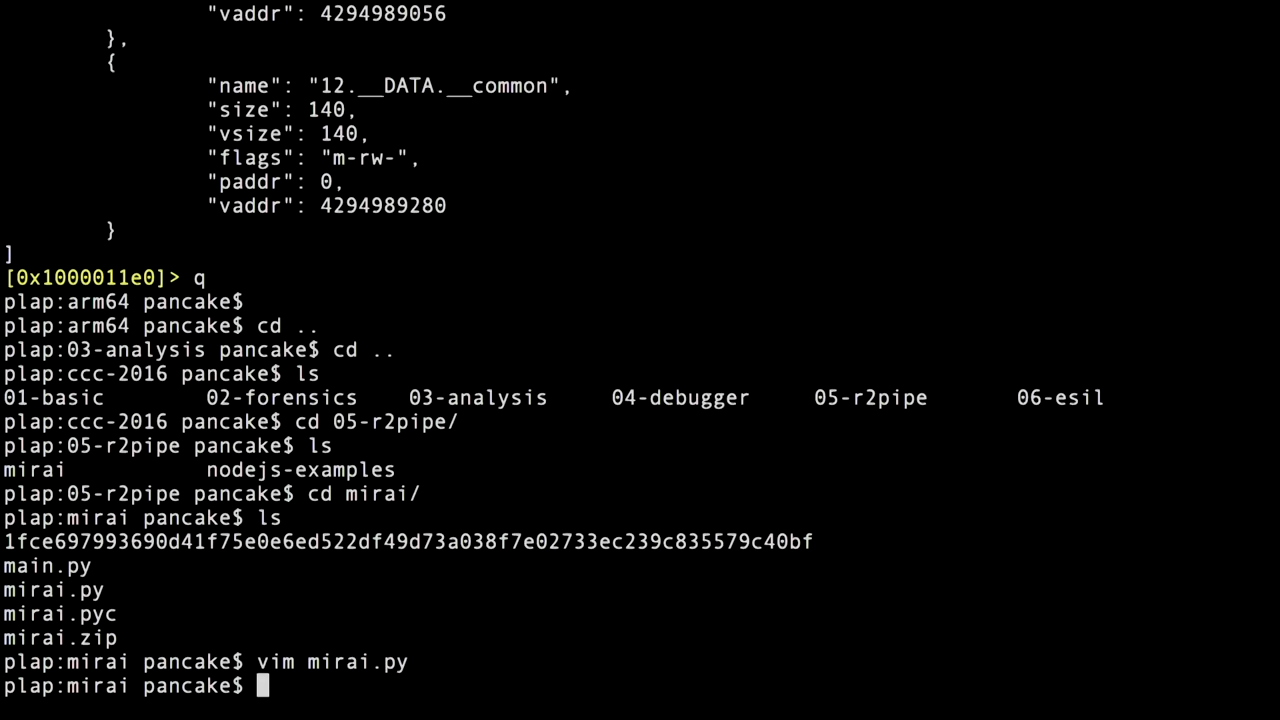 "vaddr": 4294989056
},
{
"name": "12.__DATA.__common",
"size": 140,
"vsize": 140,
"flags": "m-rw-",
"paddr": 0,
"vaddr": 4294989280
}
]
[0x1000011e0]> q
plap:arm64 pancake$
plap:arm64 pancake$ cd ..
plap:03-analysis pancake$ cd ..
plap:ccc-2016 pancake$ ls
01-basic 02-forensics 03-analysis 04-debugger 05-r2pipe 06-esil
plap:ccc-2016 pancake$ cd 05-r2pipe/
plap:05-r2pipe pancake$ ls
mirai nodejs-examples
plap:05-r2pipe pancake$ cd mirai/
plap:mirai pancake$ ls
1fce697993690d41f75e0e6ed522df49d73a038f7e02733ec239c835579c40bf
main.py
mirai.py
mirai.pyc
mirai.zip
plap:mirai pancake$ vim mirai.py
plap:mirai pancake$